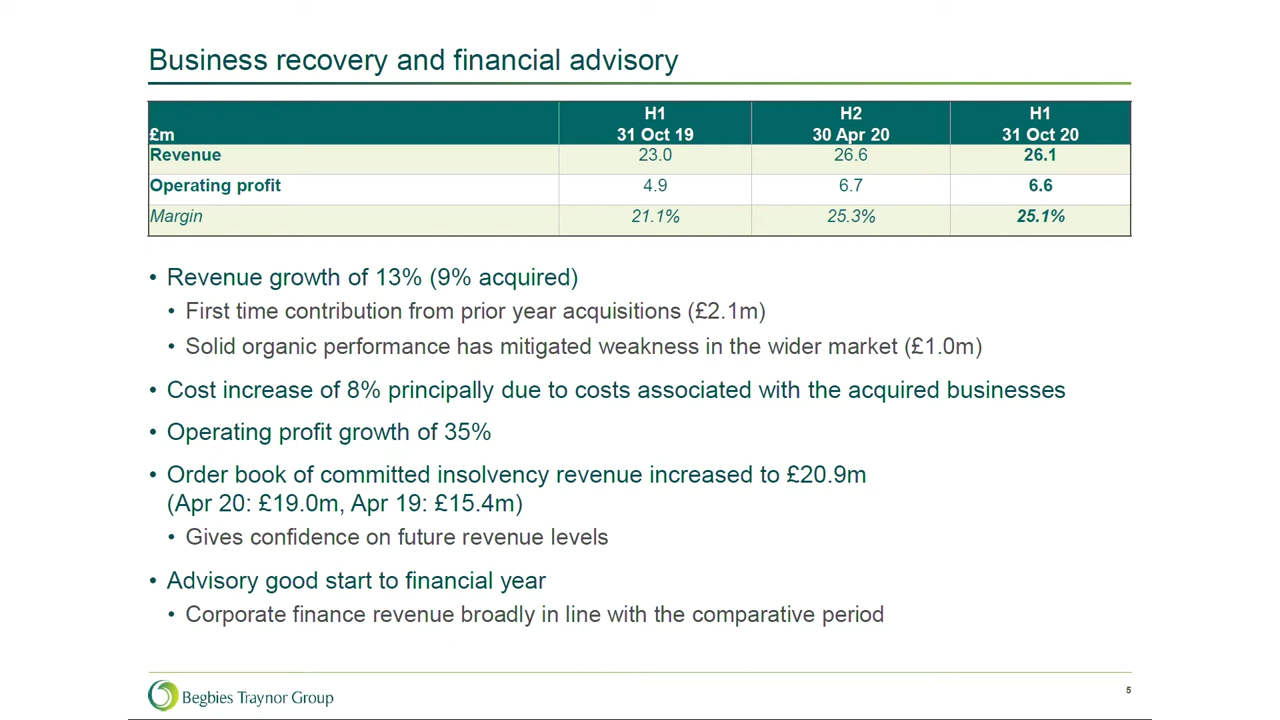 Business recovery and financial advisory
£m H1 31 Oct 19 H2 30 Apr 20 H1 31 Oct 20
Revenue 23.0 26.6 26.1
Operating profit 4.9 6.7 6.6
Margin 21.1% 25.3% 25.1%
• Revenue growth of 13% (9% acquired)
• First time contribution from prior year acquisitions (£2.1m)
• Solid organic performance has mitigated weakness in the wider market (£1.0m)
• Cost increase of 8% principally due to costs associated with the acquired businesses
• Operating profit growth of 35%
• Order book of committed insolvency revenue increased to £20.9m
(Apr 20: £19.0m, Apr 19: £15.4m)
• Gives confidence on future revenue levels
• Advisory good start to financial year
• Corporate finance revenue broadly in line with the comparative period
Begbies Traynor Group
5